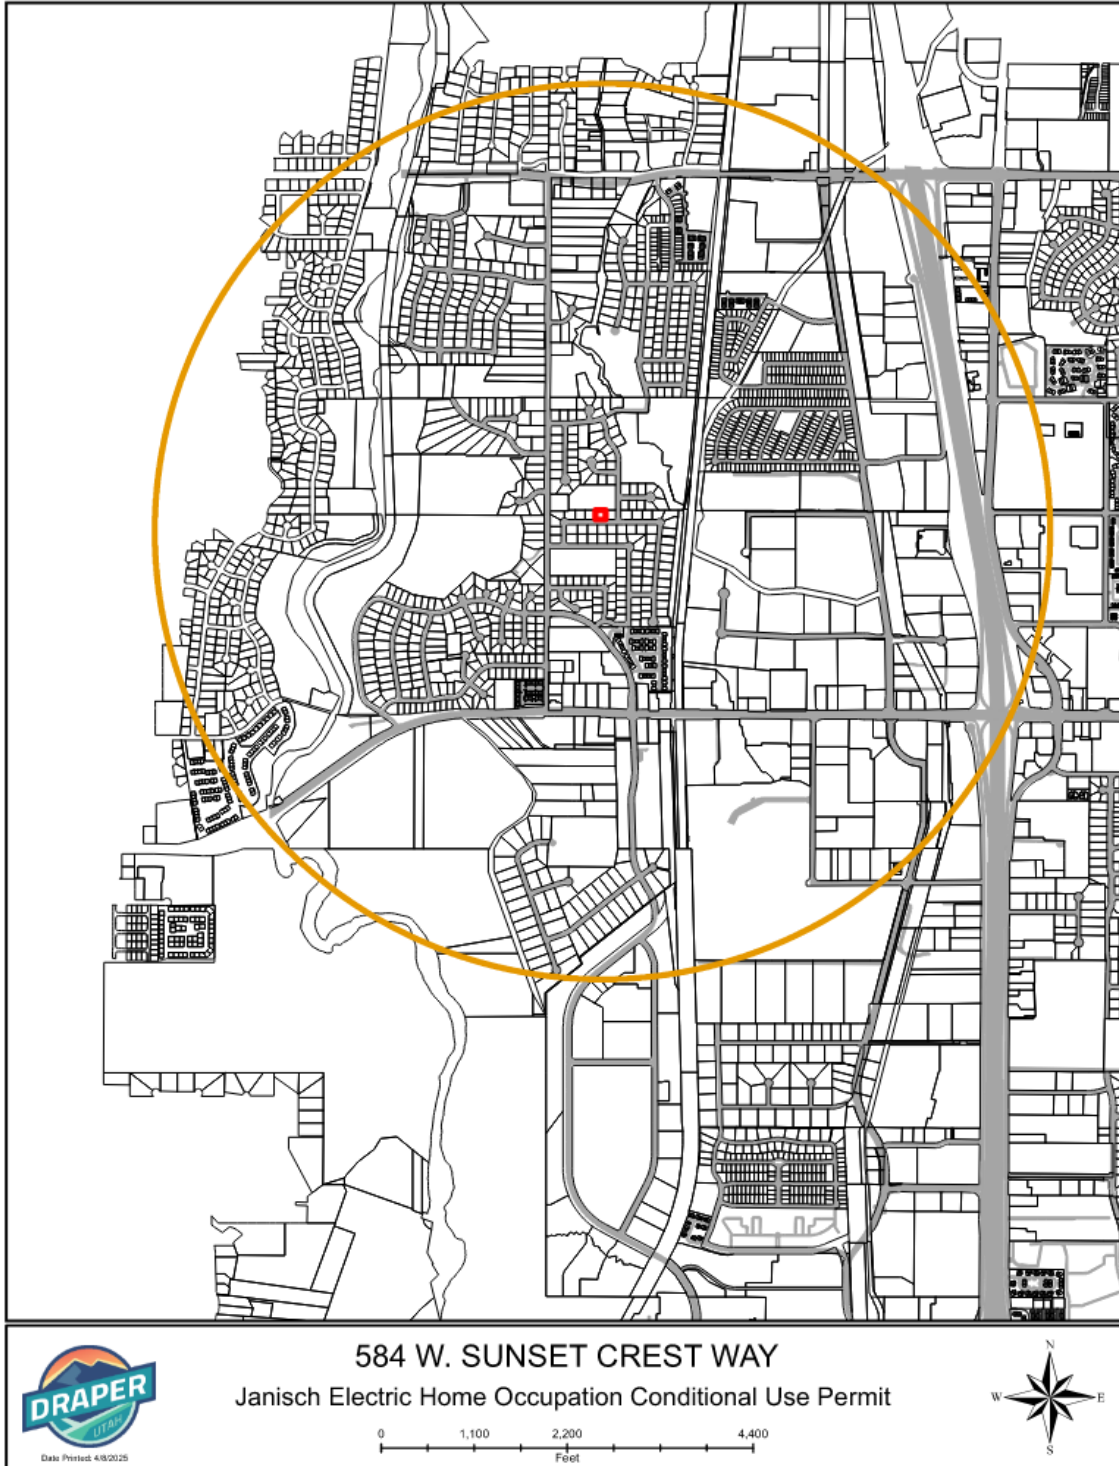 584 W. SUNSET CREST WAY
Janisch Electric Home Occupation Conditional Use Permit
0 1,100 2,200 4,400
Feet
DRAPER
UTAH
Date Printed: 4/8/2025
N
W E
S